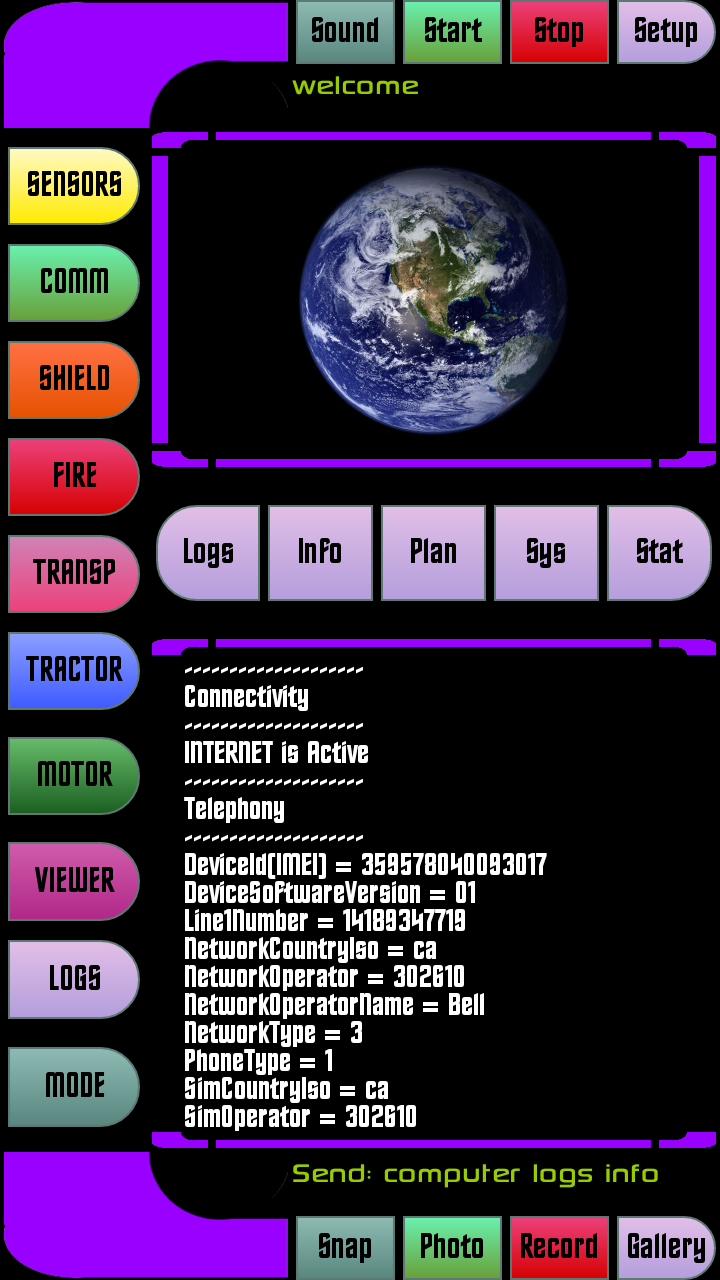 Sound Start Stop Setup
welcome
SENSORS
COMM
SHIELD
FIRE
TRANSP
TRACTOR
MOTOR
VIEWER
LOGS
MODE
Logs Info Plan Sys Stat
--------------------
Connectivity
--------------------
INTERNET is Active
--------------------
Telephony
--------------------
DeviceId(IMEI) = 359578040093017
DeviceSoftwareVersion = 01
Line1Number = 14189347719
NetworkCountryIso = ca
NetworkOperator = 302610
NetworkOperatorName = Bell
NetworkType = 3
PhoneType = 1
SimCountryIso = ca
SimOperator = 302610
Send: computer logs info
Snap Photo Record Gallery